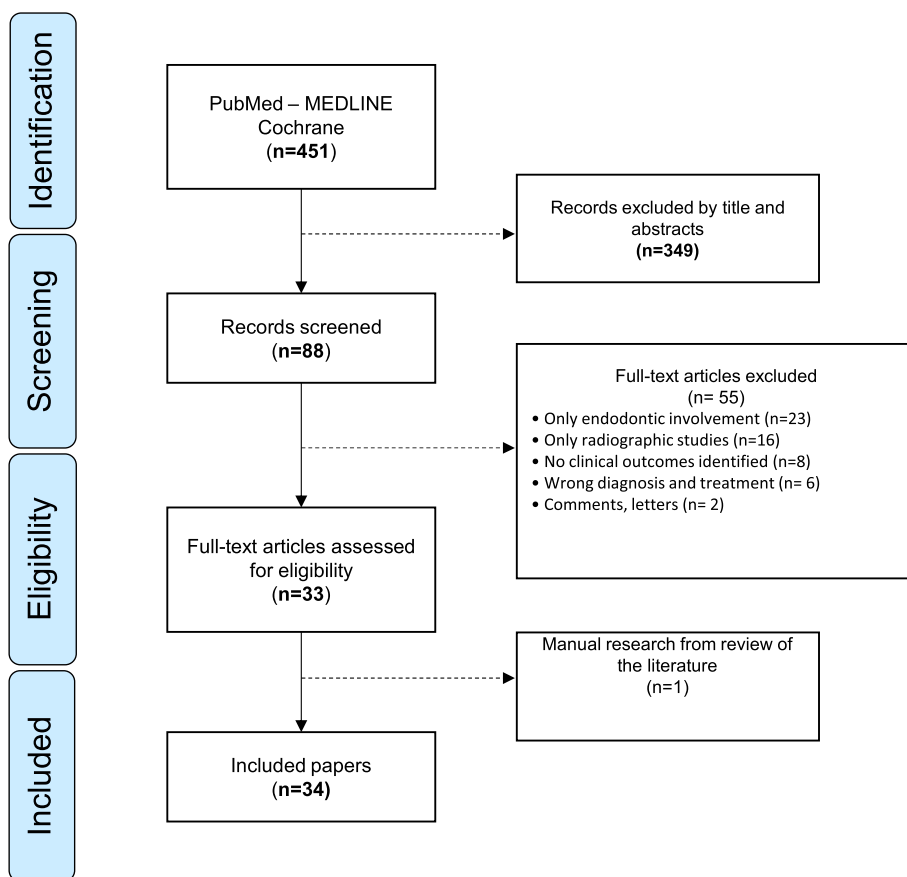 Identification
PubMed – MEDLINE
Cochrane
(n=451)
Records excluded by title and
abstracts
(n=349)
Screening
Records screened
(n=88)
Full-text articles excluded
(n= 55)
• Only endodontic involvement (n=23)
• Only radiographic studies (n=16)
• No clinical outcomes identified (n=8)
• Wrong diagnosis and treatment (n= 6)
• Comments, letters (n= 2)
Eligibility
Full-text articles assessed
for eligibility
(n=33)
Manual research from review of
the literature
(n=1)
Included
Included papers
(n=34)